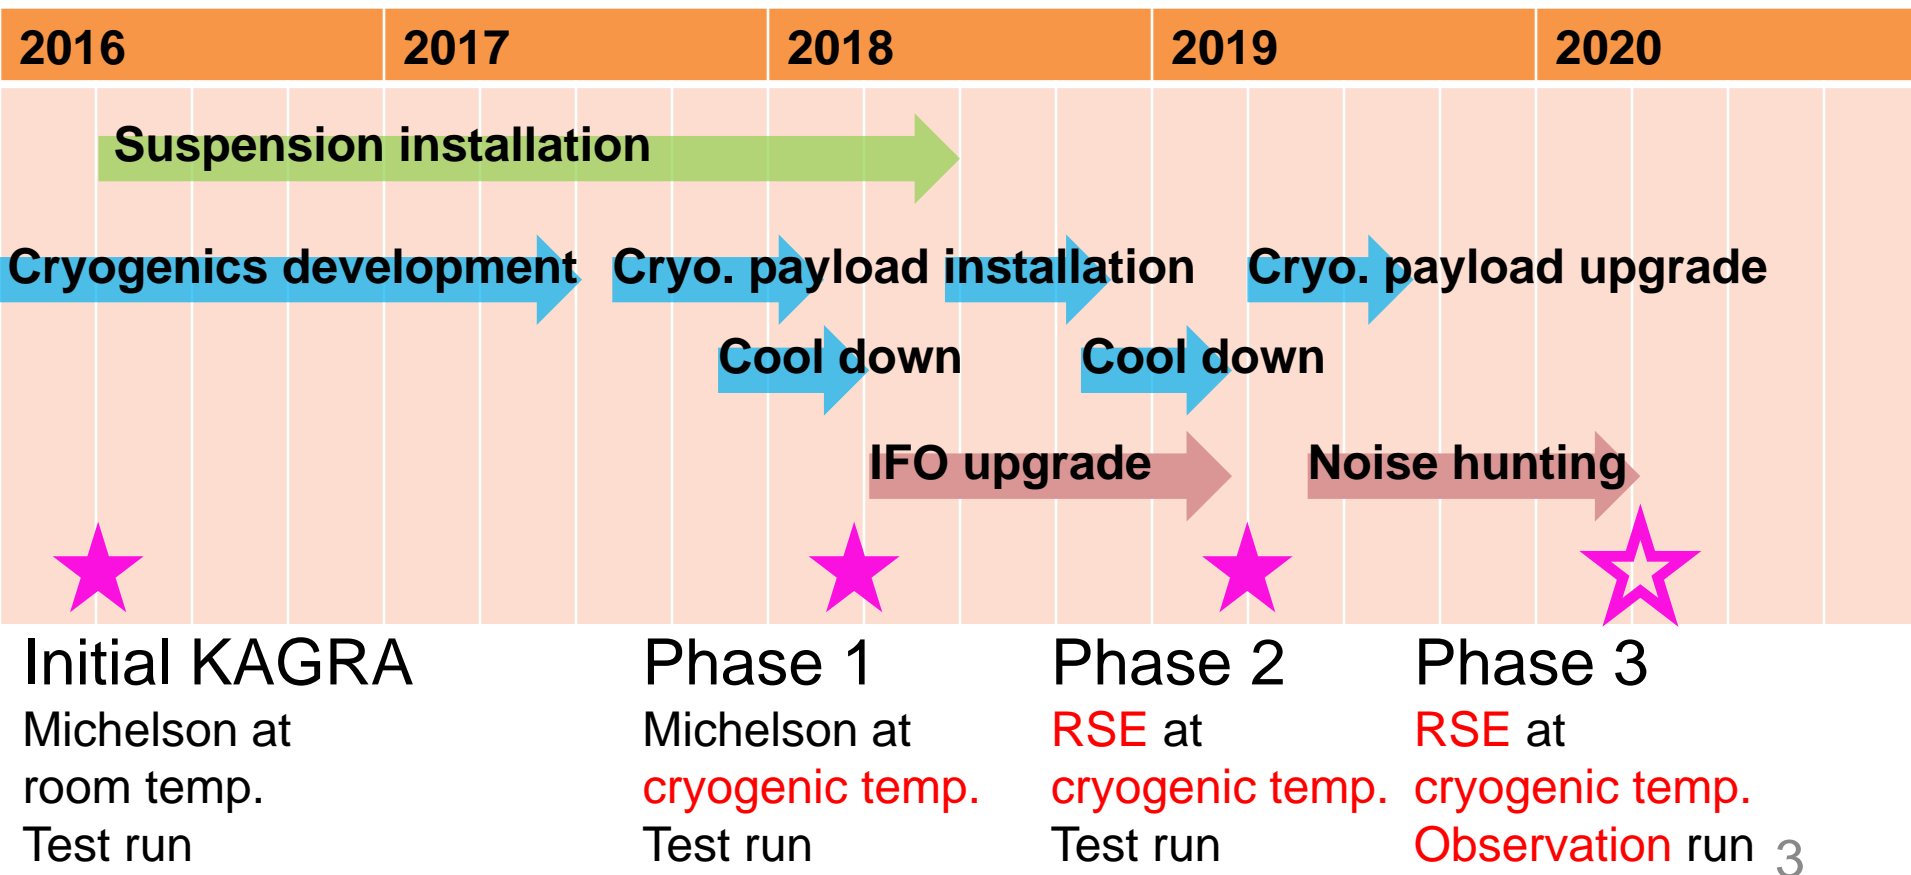 2016 2017 2018 2019 2020
Suspension installation
Cryogenics development Cryo. payload installation Cryo. payload upgrade
Cool down Cool down
IFO upgrade Noise hunting
Initial KAGRA
Michelson at
room temp.
Test run
Phase 1
Michelson at
cryogenic temp.
Test run
Phase 2
RSE at
cryogenic temp.
Test run
Phase 3
RSE at
cryogenic temp.
Observation run
3